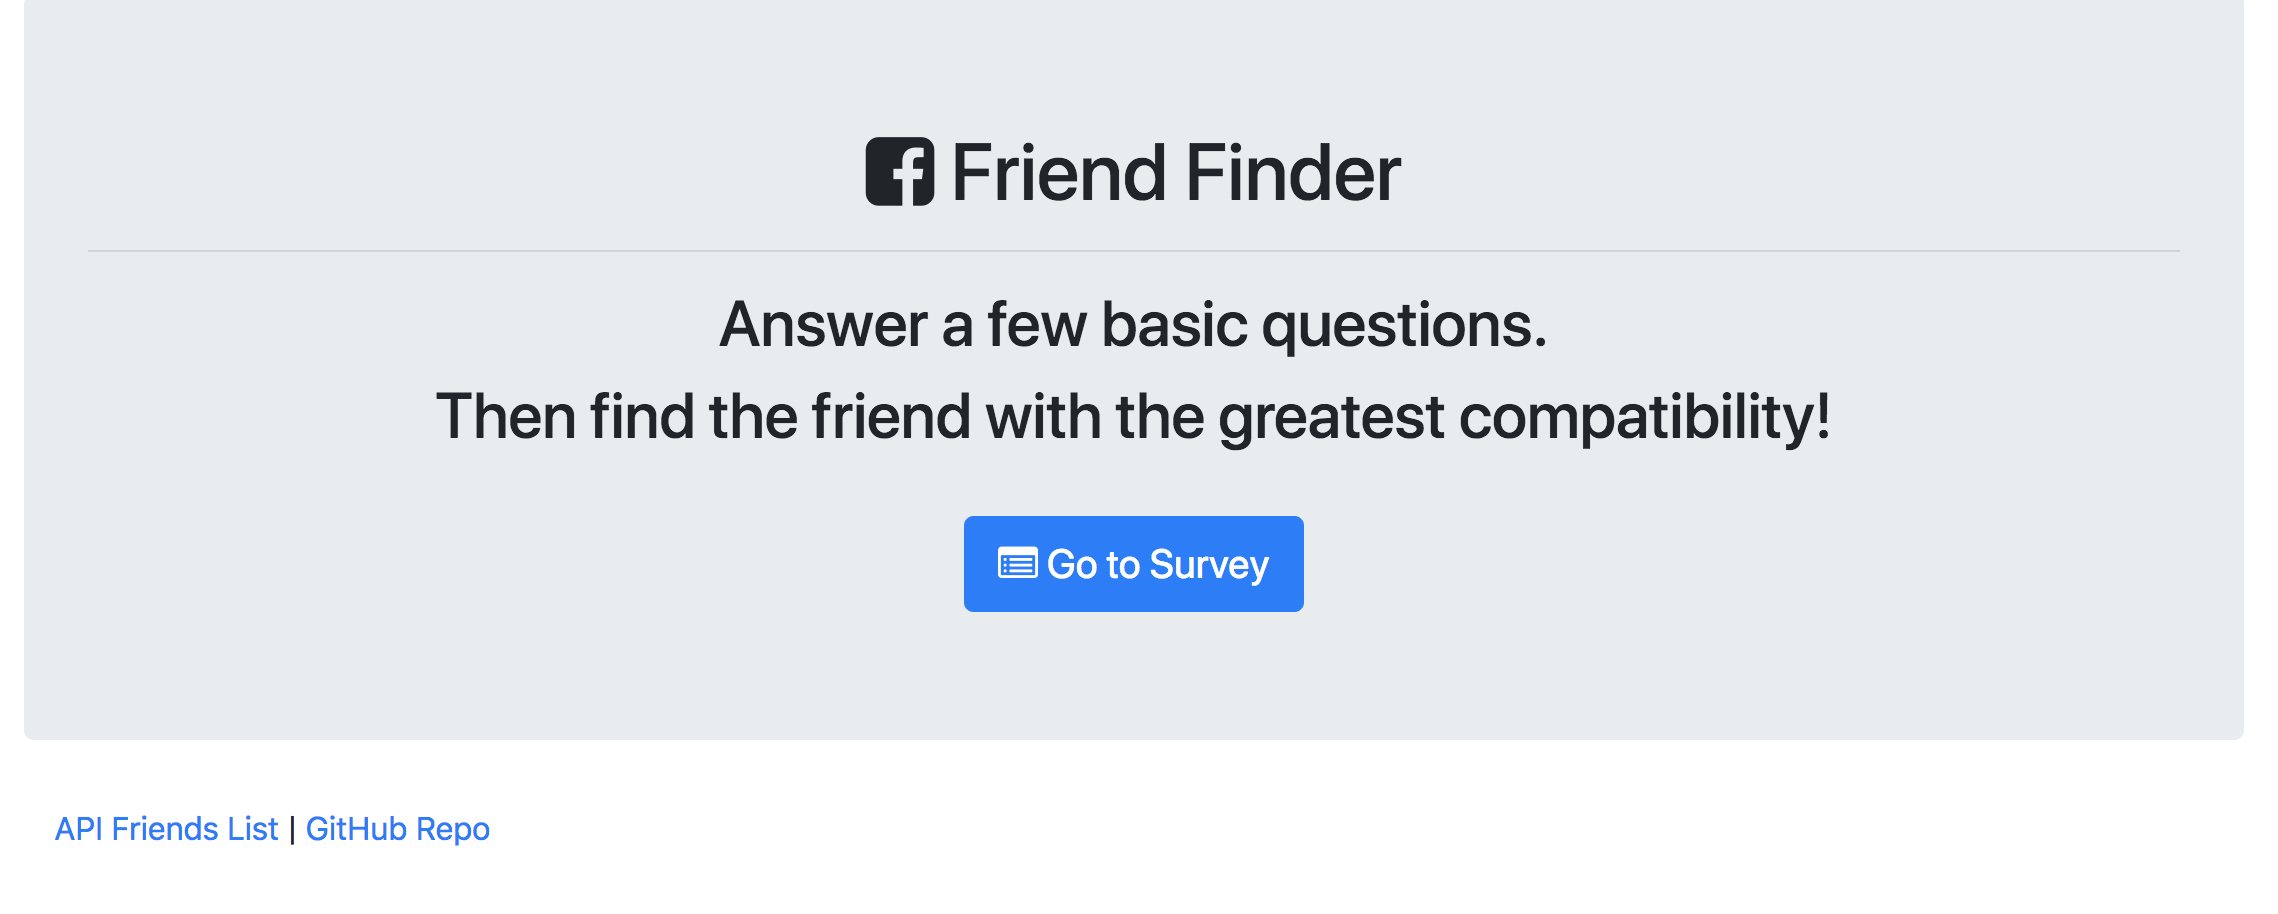 Friend Finder
Answer a few basic questions.
Then find the friend with the greatest compatibility!
Go to Survey
API Friends List | GitHub Repo